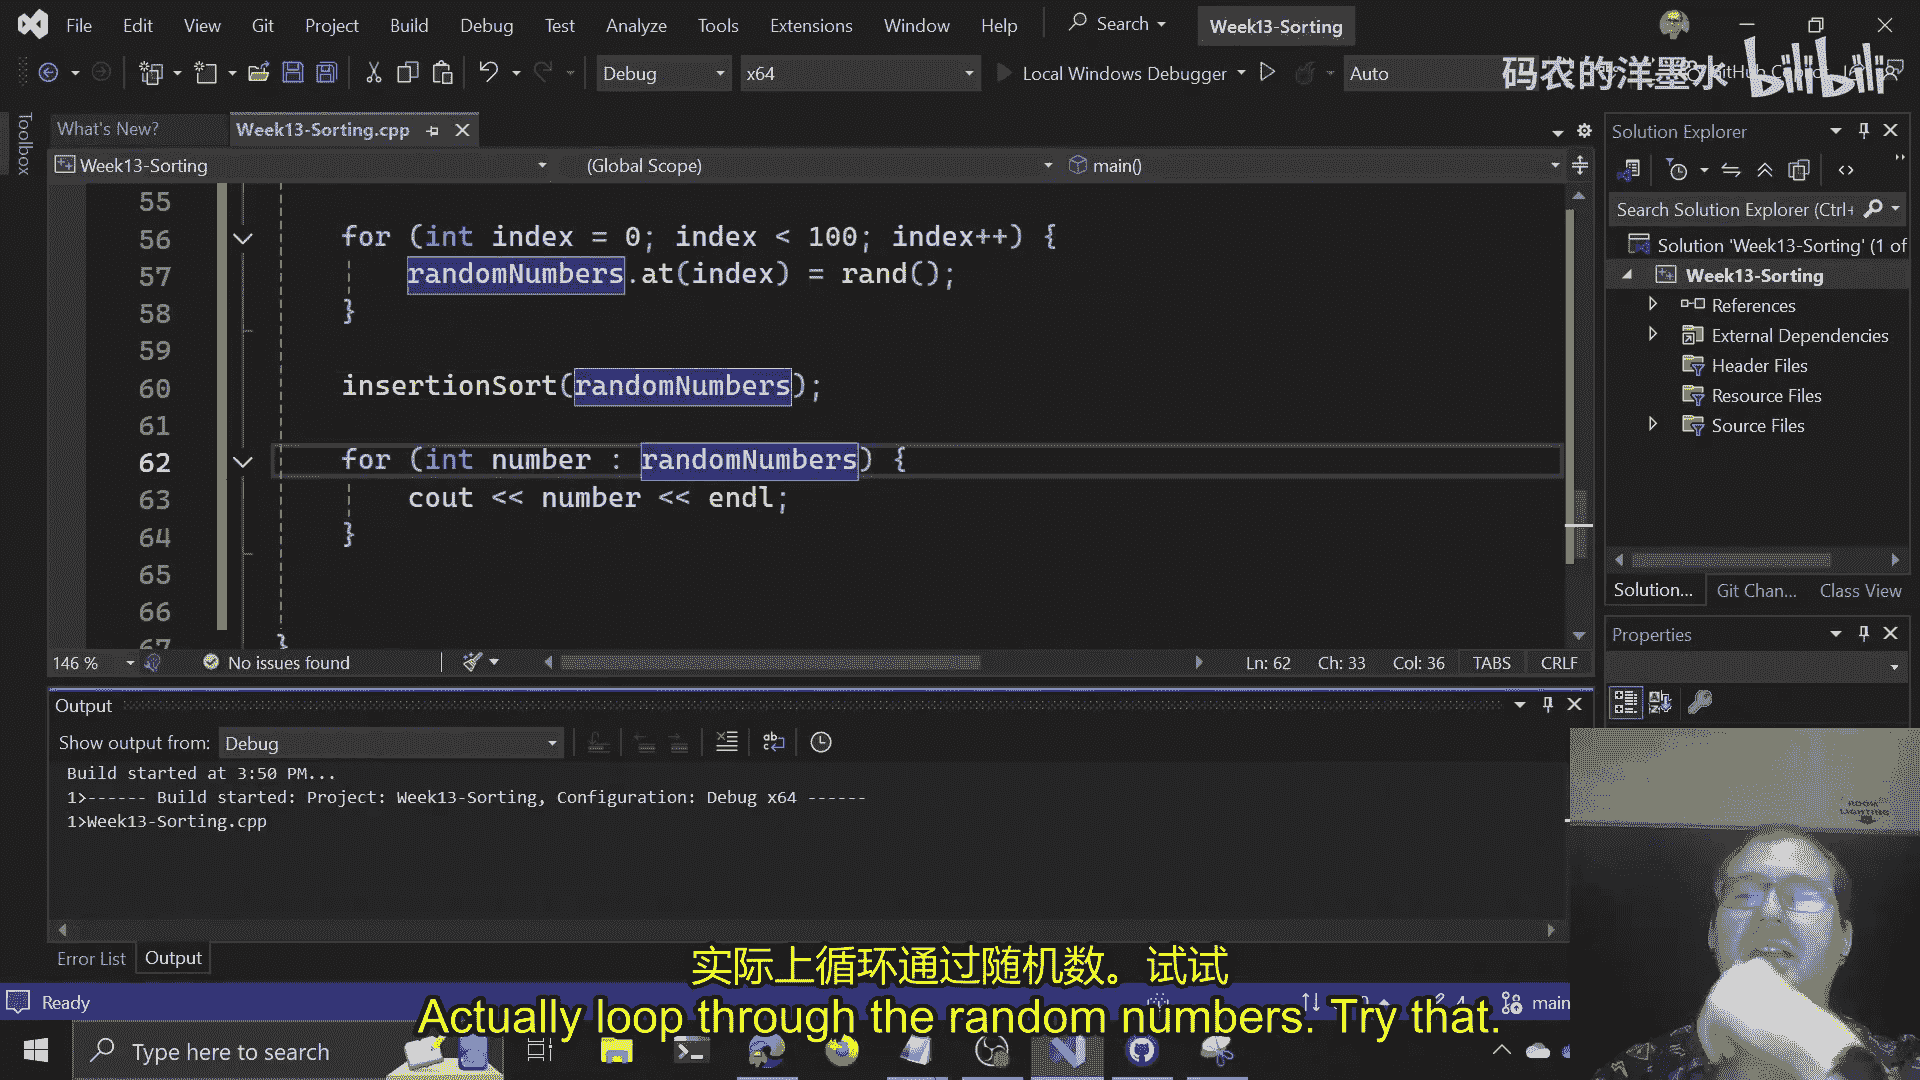 File Edit View Git Project Build Debug Test Analyze Tools Extensions Window Help Search Week13-Sorting
Debug x64 Local Windows Debugger Auto
码农的洋墨水 bilibili
Toolbox
What's New? Week13-Sorting.cpp
Week13-Sorting (Global Scope) main()
55
56 for (int index = 0; index < 100; index++) {
57 randomNumbers.at(index) = rand();
58 }
59
60 insertionSort(randomNumbers);
61
62 for (int number : randomNumbers) {
63 cout << number << endl;
64 }
65
66
67 }
146 % No issues found Ln: 62 Ch: 33 Col: 36 TABS CRLF
Output
Show output from: Debug
Build started at 3:50 PM...
1>------ Build started: Project: Week13-Sorting, Configuration: Debug x64 ------
1>Week13-Sorting.cpp
Error List Output
Solution Explorer
Search Solution Explorer (Ctrl+
Solution 'Week13-Sorting' (1 of
Week13-Sorting
References
External Dependencies
Header Files
Resource Files
Source Files
Solution... Git Chan... Class View
Properties
ROOM
LIGHTING
实际上循环通过随机数。试试
Actually loop through the random numbers. Try that.
Ready main
Type here to search